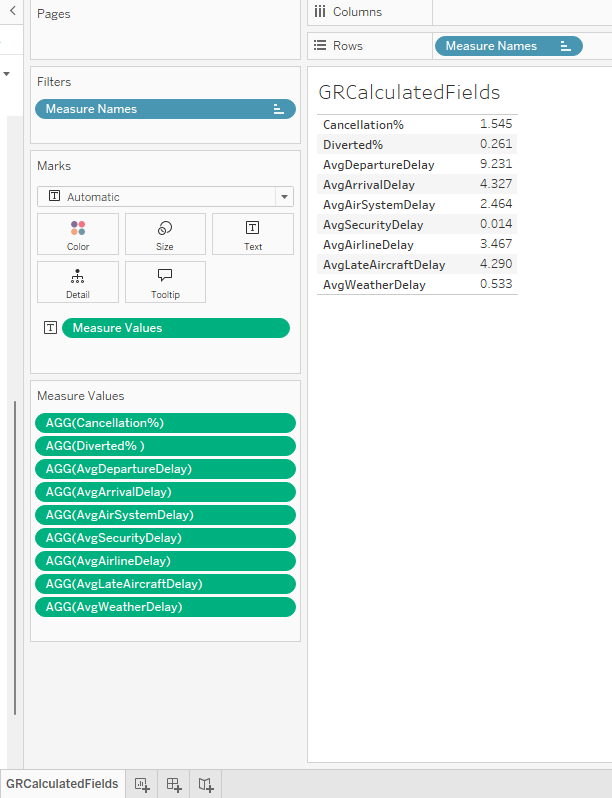 Pages
Columns
Rows
Measure Names
Filters
Measure Names
GRCalculatedFields
Cancellation% 1.545
Diverted% 0.261
AvgDepartureDelay 9.231
AvgArrivalDelay 4.327
AvgAirSystemDelay 2.464
AvgSecurityDelay 0.014
AvgAirlineDelay 3.467
AvgLateAircraftDelay 4.290
AvgWeatherDelay 0.533
Marks
T Automatic
Color
Size
T
Text
Detail
Tooltip
T Measure Values
Measure Values
AGG(Cancellation%)
AGG(Diverted% )
AGG(AvgDepartureDelay)
AGG(AvgArrivalDelay)
AGG(AvgAirSystemDelay)
AGG(AvgSecurityDelay)
AGG(AvgAirlineDelay)
AGG(AvgLateAircraftDelay)
AGG(AvgWeatherDelay)
GRCalculatedFields